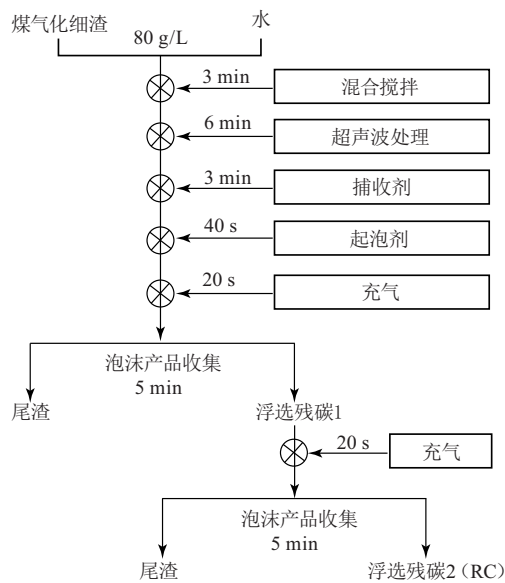 煤气化细渣
水
80 g/L
3 min
混合搅拌
6 min
超声波处理
3 min
捕收剂
40 s
起泡剂
20 s
充气
泡沫产品收集
5 min
尾渣
浮选残碳1
20 s
充气
泡沫产品收集
5 min
尾渣
浮选残碳2 (RC)